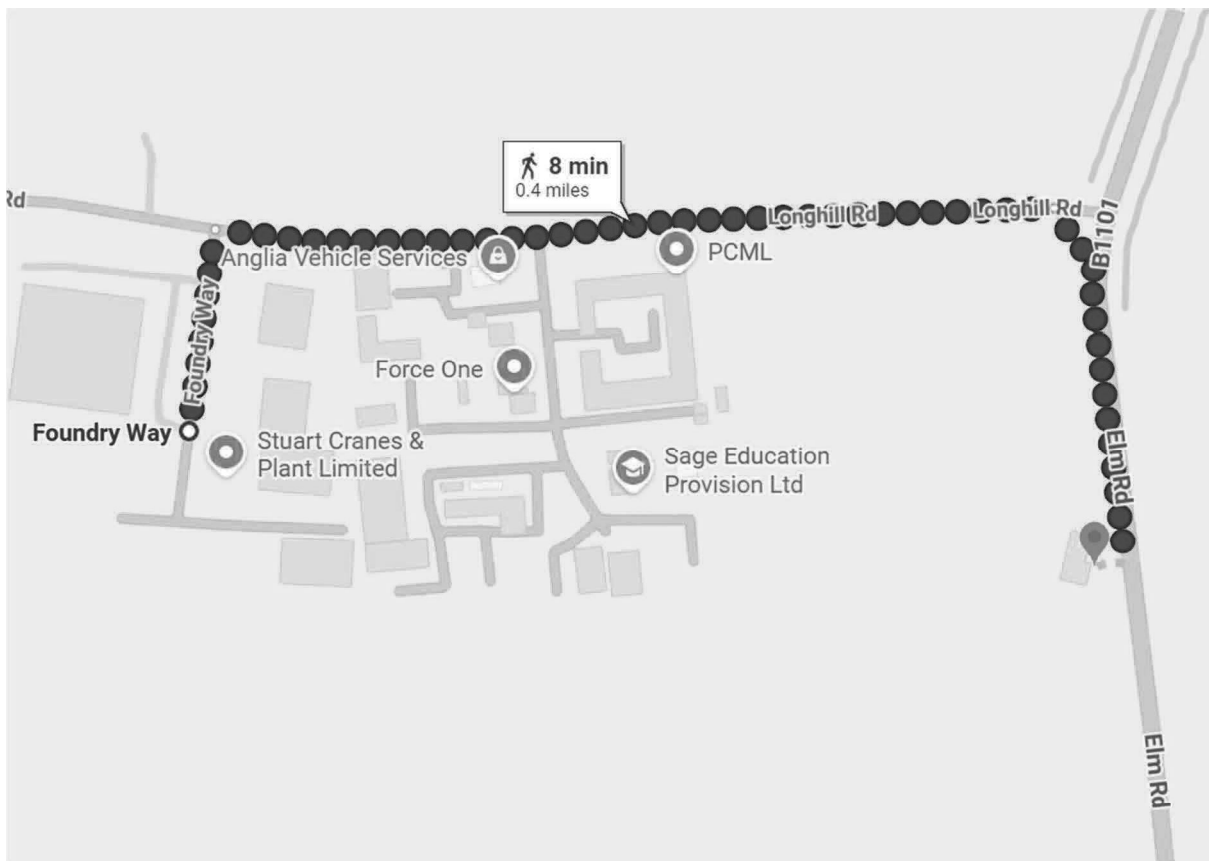 8 min
0.4 miles
Rd
Longhill Rd
Longhill Rd
B1101
Anglia Vehicle Services
PCML
Foundry Way
Force One
Foundry Way
Stuart Cranes &
Plant Limited
Sage Education
Provision Ltd
Elm Rd
Elm Rd